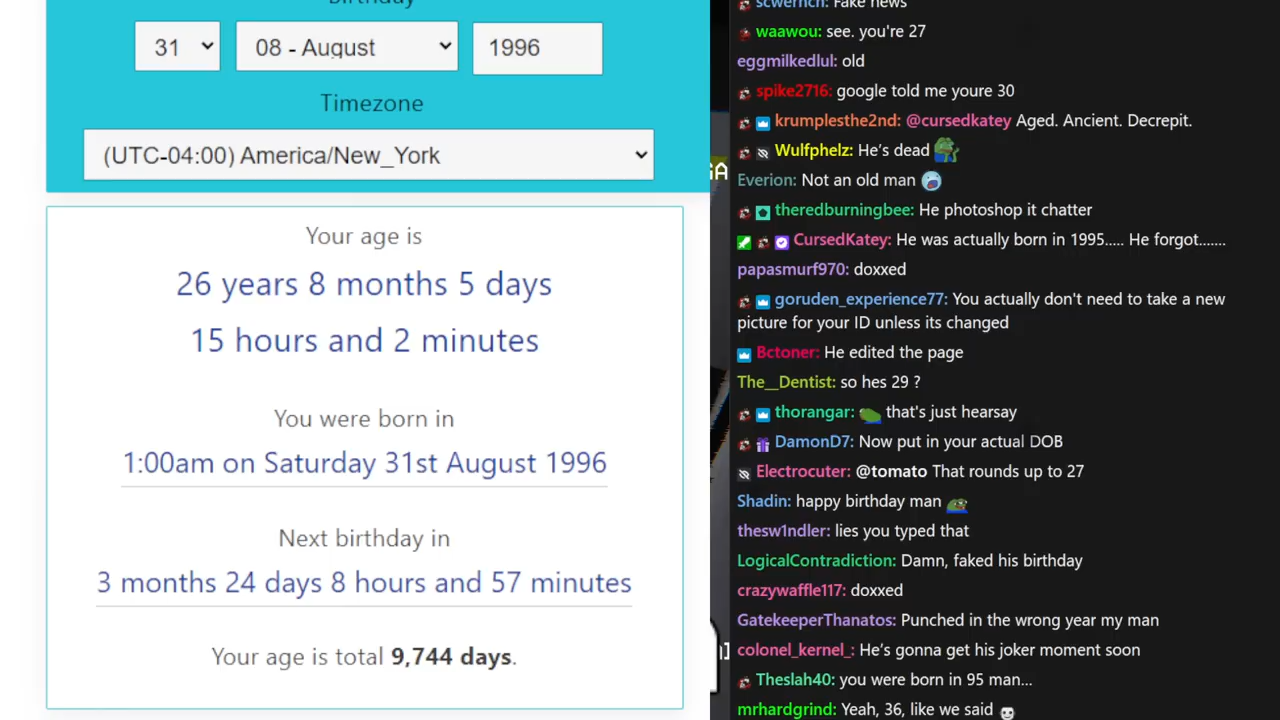 Birthday
31
08 - August
1996
Timezone
(UTC-04:00) America/New_York
Your age is
26 years 8 months 5 days
15 hours and 2 minutes
You were born in
1:00am on Saturday 31st August 1996
Next birthday in
3 months 24 days 8 hours and 57 minutes
Your age is total 9,744 days.
scwernch: Fake news
waawou: see. you're 27
eggmilkedlul: old
spike2716: google told me youre 30
krumplesthe2nd: @cursedkatey Aged. Ancient. Decrepit.
Wulfphelz: He's dead
Everion: Not an old man
theredburningbee: He photoshop it chatter
CursedKatey: He was actually born in 1995..... He forgot.......
papasmurf970: doxxed
goruden_experience77: You actually don't need to take a new
picture for your ID unless its changed
Bctoner: He edited the page
The__Dentist: so hes 29 ?
thorangar: that's just hearsay
DamonD7: Now put in your actual DOB
Electrocuter: @tomato That rounds up to 27
Shadin: happy birthday man
thesw1ndler: lies you typed that
LogicalContradiction: Damn, faked his birthday
crazywaffle117: doxxed
GatekeeperThanatos: Punched in the wrong year my man
colonel_kernel_: He's gonna get his joker moment soon
Theslah40: you were born in 95 man...
mrhardgrind: Yeah, 36, like we said